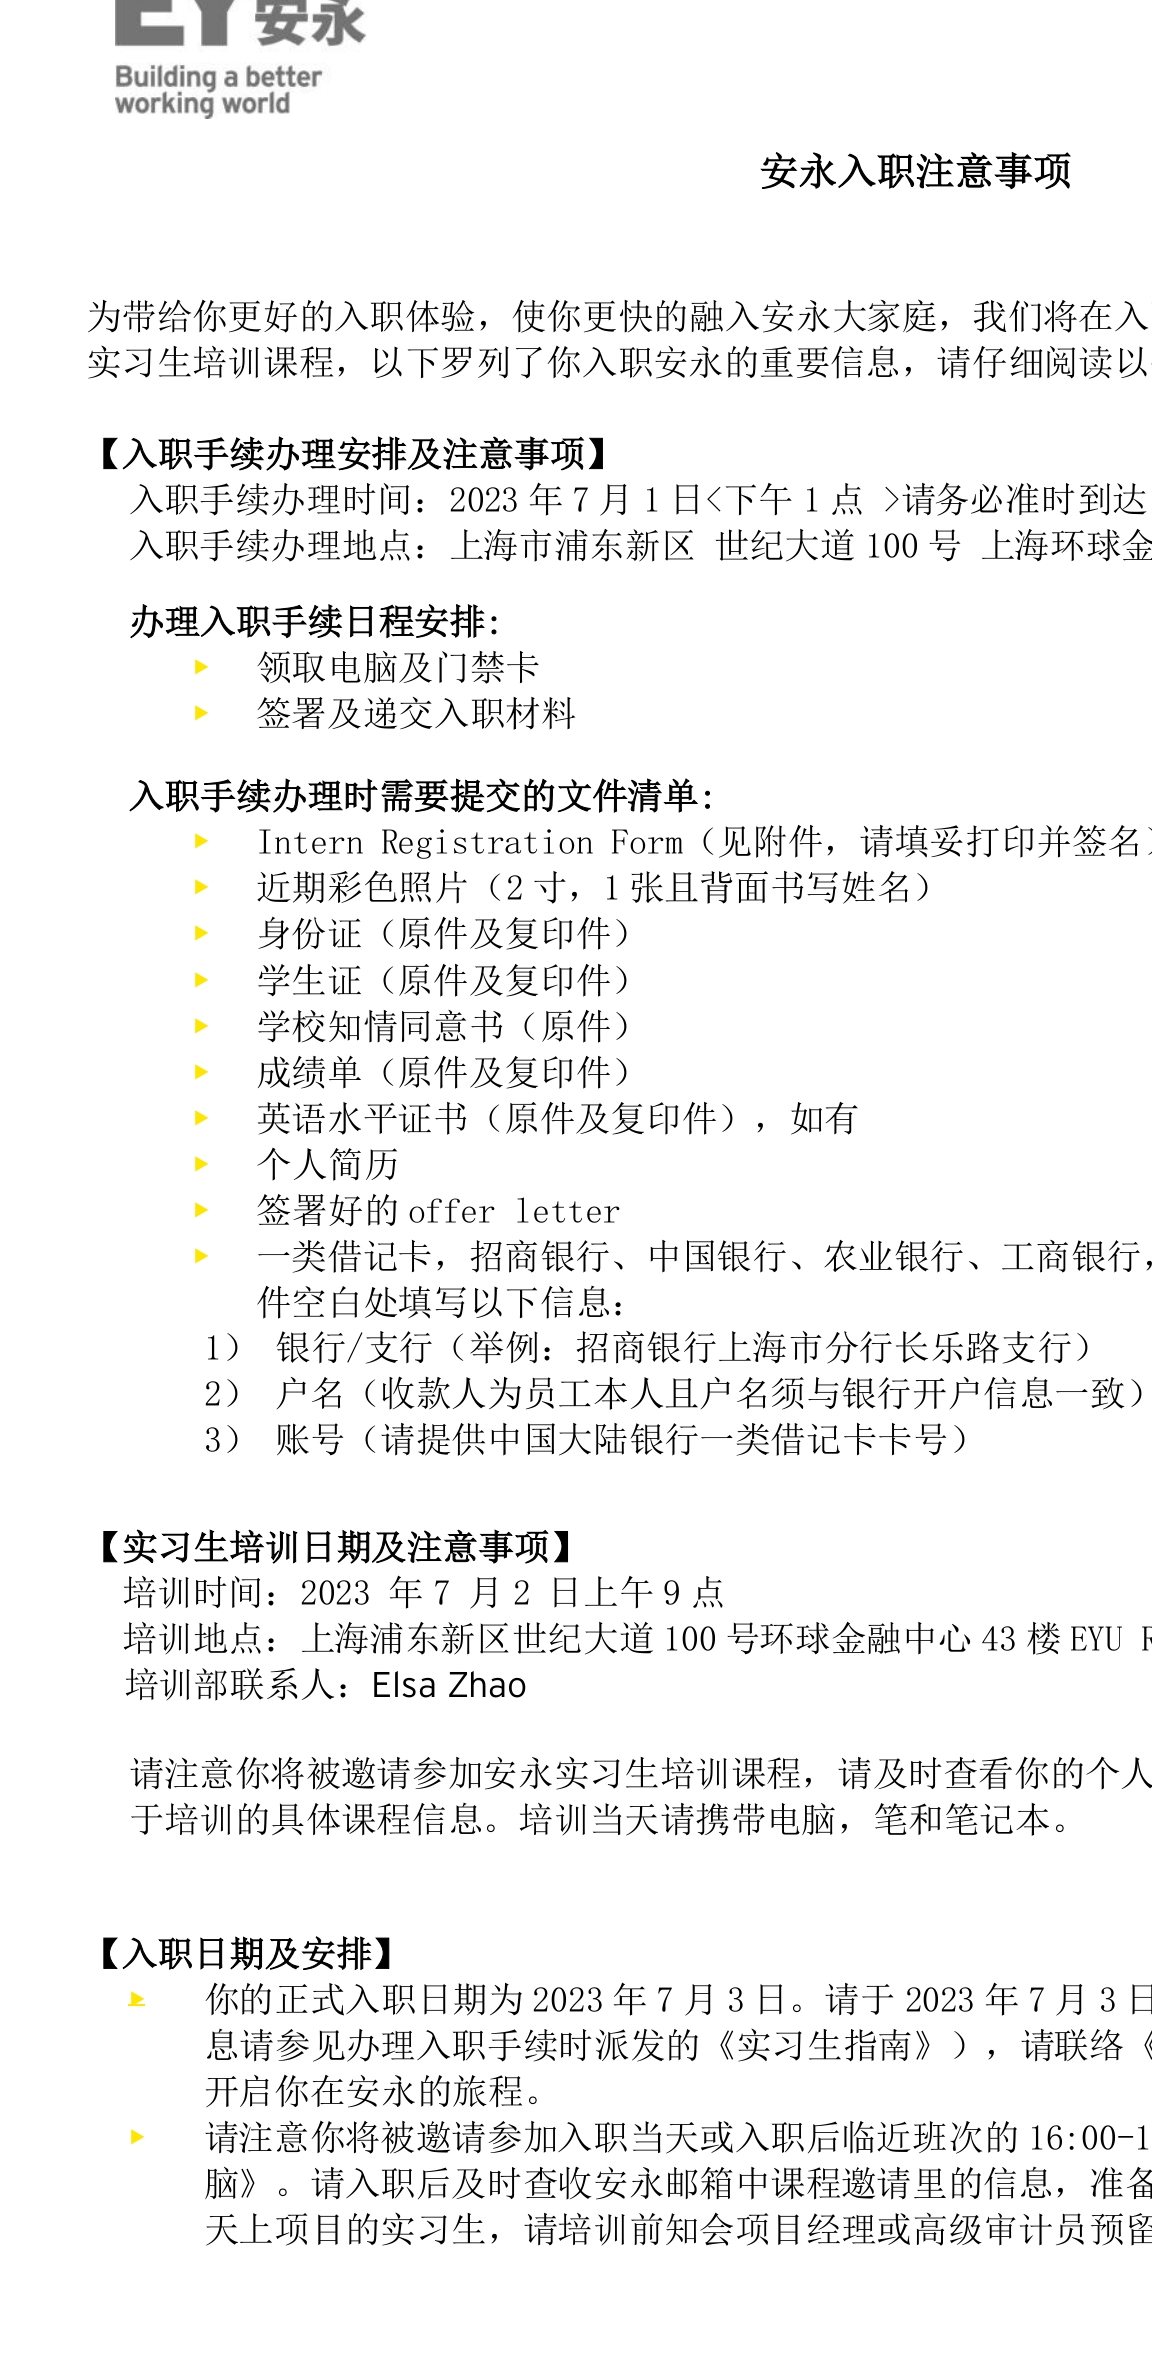 EY安永
Building a better
working world
安永入职注意事项
为带给你更好的入职体验，使你更快的融入安永大家庭，我们将在入
实习生培训课程，以下罗列了你入职安永的重要信息，请仔细阅读以
【入职手续办理安排及注意事项】
入职手续办理时间：2023 年 7 月 1 日<下午 1 点 >请务必准时到达
入职手续办理地点：上海市浦东新区 世纪大道 100 号 上海环球金
办理入职手续日程安排:
领取电脑及门禁卡
签署及递交入职材料
入职手续办理时需要提交的文件清单:
Intern Registration Form（见附件，请填妥打印并签名）
近期彩色照片（2 寸，1 张且背面书写姓名）
身份证（原件及复印件）
学生证（原件及复印件）
学校知情同意书（原件）
成绩单（原件及复印件）
英语水平证书（原件及复印件），如有
个人简历
签署好的 offer letter
一类借记卡，招商银行、中国银行、农业银行、工商银行，
件空白处填写以下信息：
1） 银行/支行（举例：招商银行上海市分行长乐路支行）
2） 户名（收款人为员工本人且户名须与银行开户信息一致）
3） 账号（请提供中国大陆银行一类借记卡卡号）
【实习生培训日期及注意事项】
培训时间：2023 年 7 月 2 日上午 9 点
培训地点：上海浦东新区世纪大道 100 号环球金融中心 43 楼 EYU R
培训部联系人：Elsa Zhao
请注意你将被邀请参加安永实习生培训课程，请及时查看你的个人
于培训的具体课程信息。培训当天请携带电脑，笔和笔记本。
【入职日期及安排】
你的正式入职日期为 2023 年 7 月 3 日。请于 2023 年 7 月 3 日
息请参见办理入职手续时派发的《实习生指南》），请联络《
开启你在安永的旅程。
请注意你将被邀请参加入职当天或入职后临近班次的 16:00-1
脑》。请入职后及时查收安永邮箱中课程邀请里的信息，准备
天上项目的实习生，请培训前知会项目经理或高级审计员预留